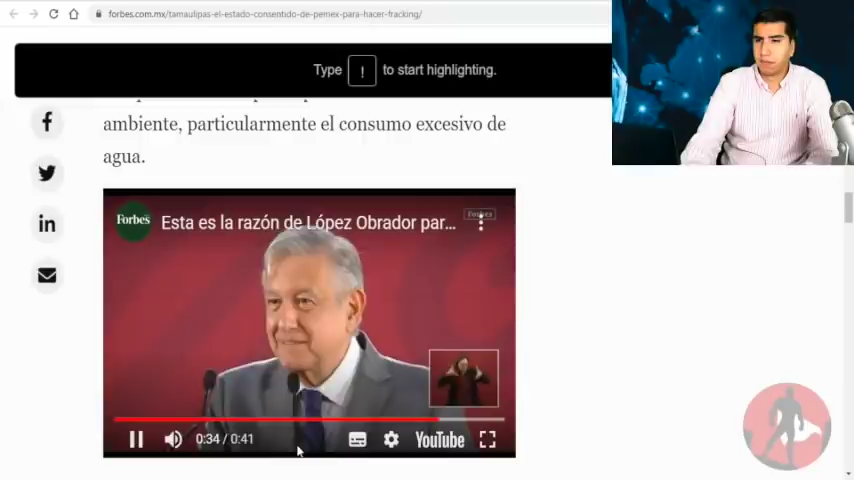 forbes.com.mx/tamaulipas-el-estado-consentido-de-pemex-para-hacer-fracking/
Type ! to start highlighting.
ambiente, particularmente el consumo excesivo de
agua.
Forbes
Esta es la razón de López Obrador par...
Forbes
0:34 / 0:41
YouTube